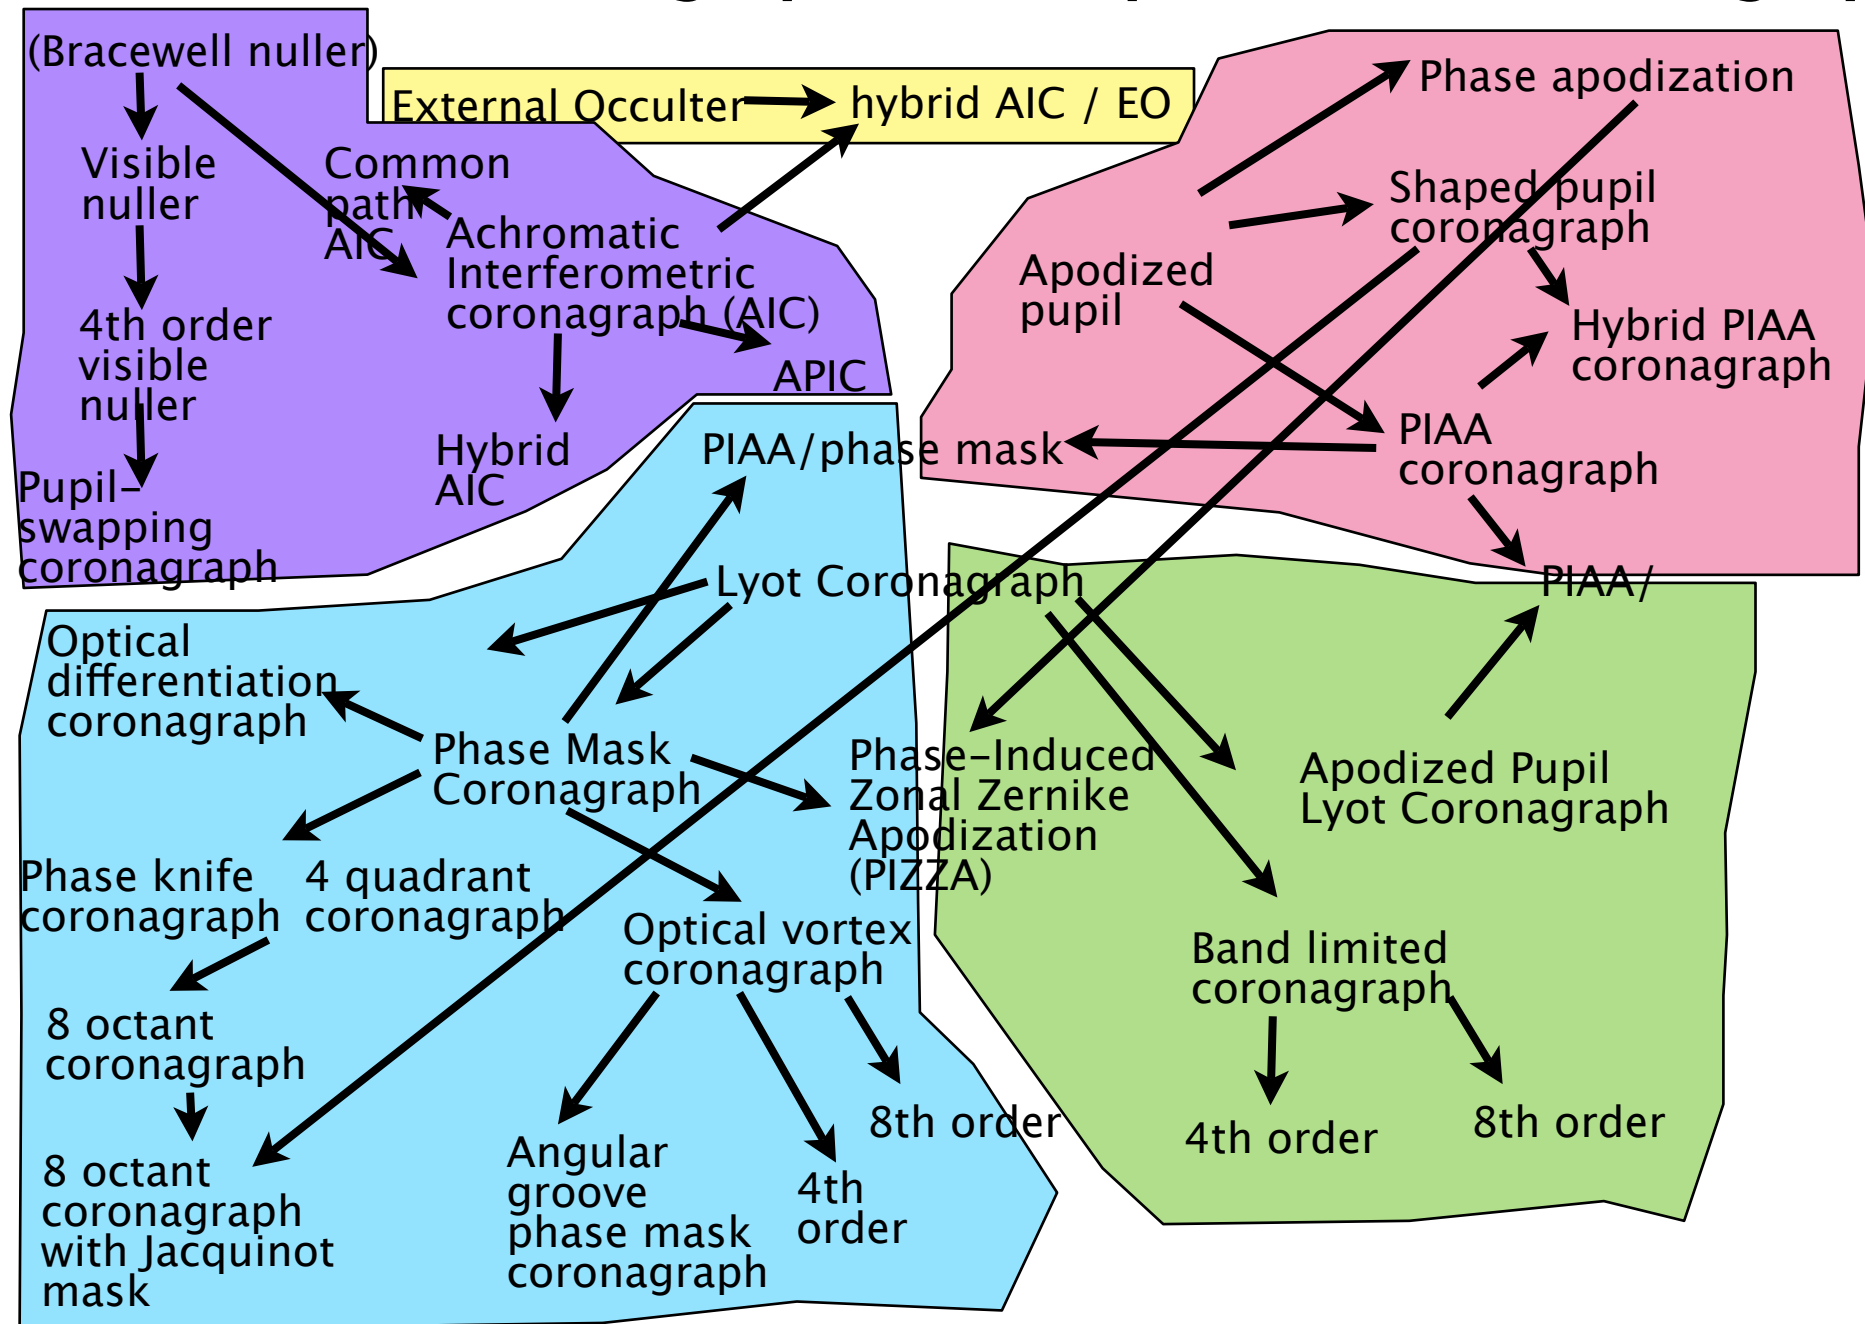 (Bracewell nuller)
External Occulter
hybrid AIC / EO
Phase apodization
Visible
nuller
Common
path
AIC
Achromatic
Interferometric
coronagraph (AIC)
Shaped pupil
coronagraph
Apodized
pupil
4th order
visible
nuller
APIC
Hybrid PIAA
coronagraph
Hybrid
AIC
PIAA/phase mask
PIAA
coronagraph
Pupil-
swapping
coronagraph
Lyot Coronagraph
PIAA/
Optical
differentiation
coronagraph
Phase Mask
Coronagraph
Phase-Induced
Zonal Zernike
Apodization
(PIZZA)
Apodized Pupil
Lyot Coronagraph
Phase knife
coronagraph
4 quadrant
coronagraph
Optical vortex
coronagraph
Band limited
coronagraph
8 octant
coronagraph
8th order
4th order
8th order
8 octant
coronagraph
with Jacquinot
mask
Angular
groove
phase mask
coronagraph
4th
order